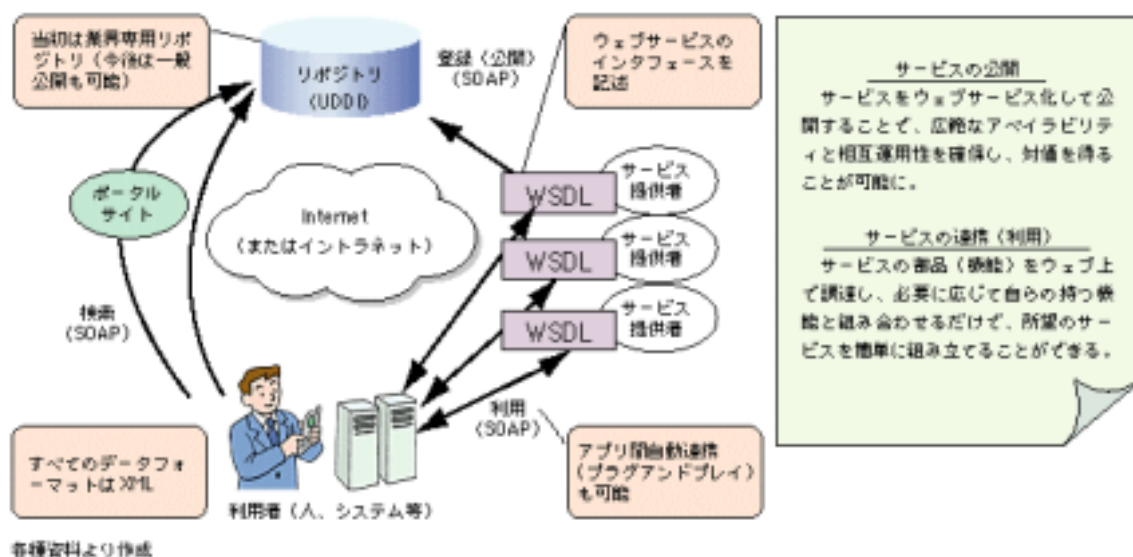 当初は業界専用リポ
ジトリ（今後は一般
公開も可能）
リポジトリ
(UDDI)
登録（公開）
(SOAP)
ウェブサービスの
インタフェースを
記述
ポータル
サイト
Internet
（またはイントラネット）
WSDL
サービス
提供者
WSDL
サービス
提供者
WSDL
サービス
提供者
検索
(SOAP)
利用
(SOAP)
すべてのデータフォ
ーマットはXML
利用者（人、システム等）
アプリ間自動連携
（プラグアンドプレイ）
も可能
各種資料より作成
サービスの公開
サービスをウェブサービス化して公
開することで、広範なアベイラビリテ
ィと相互運用性を確保し、対価を得る
ことが可能に。
サービスの連携（利用）
サービスの部品（機能）をウェブ上
で調達し、必要に応じて自らの持つ機
能と組み合わせるだけで、所望のサー
ビスを簡単に組み立てることができる。